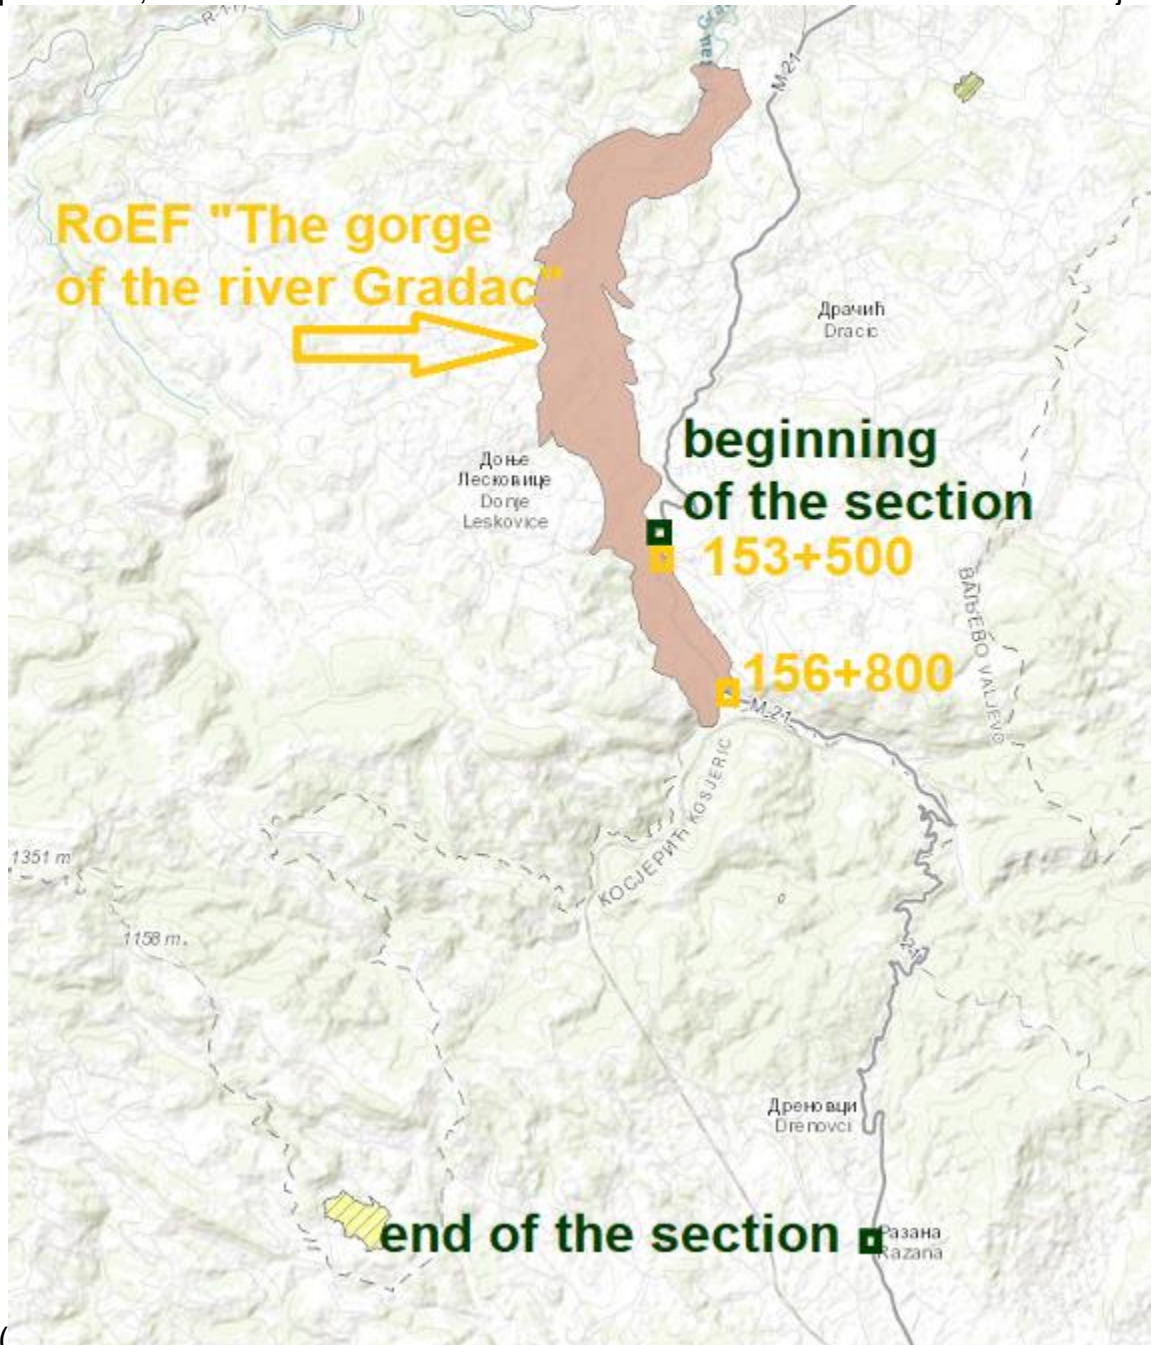 M-21
RoEF "The gorge
of the river Gradac"
Драчић
Dracic
beginning
of the section
Доње
Лесковице
Donje
Leskovice
153+500
ВАЉЕВО VALJEVO
156+800
M-21
КОСЈЕРИЋ KOSJERIC
1351 m
1158 m.
21
Дреновци
Drenovci
end of the section
Разана
Razana
(